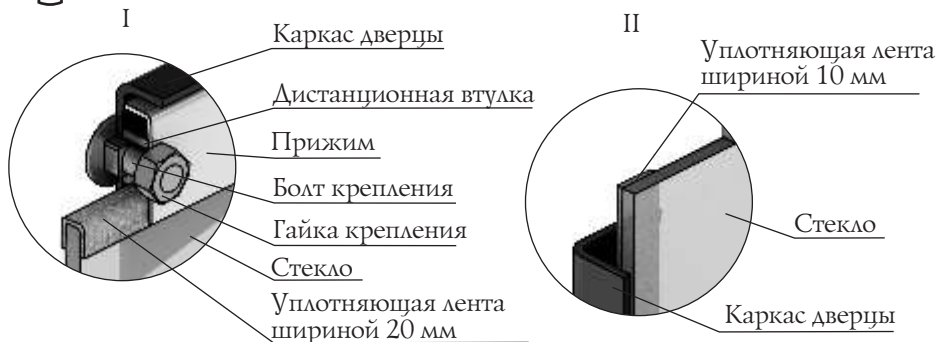 I
Каркас дверцы
Дистанционная втулка
Прижим
Болт крепления
Гайка крепления
Стекло
Уплотняющая лента
шириной 20 мм
II
Уплотняющая лента
шириной 10 мм
Стекло
Каркас дверцы